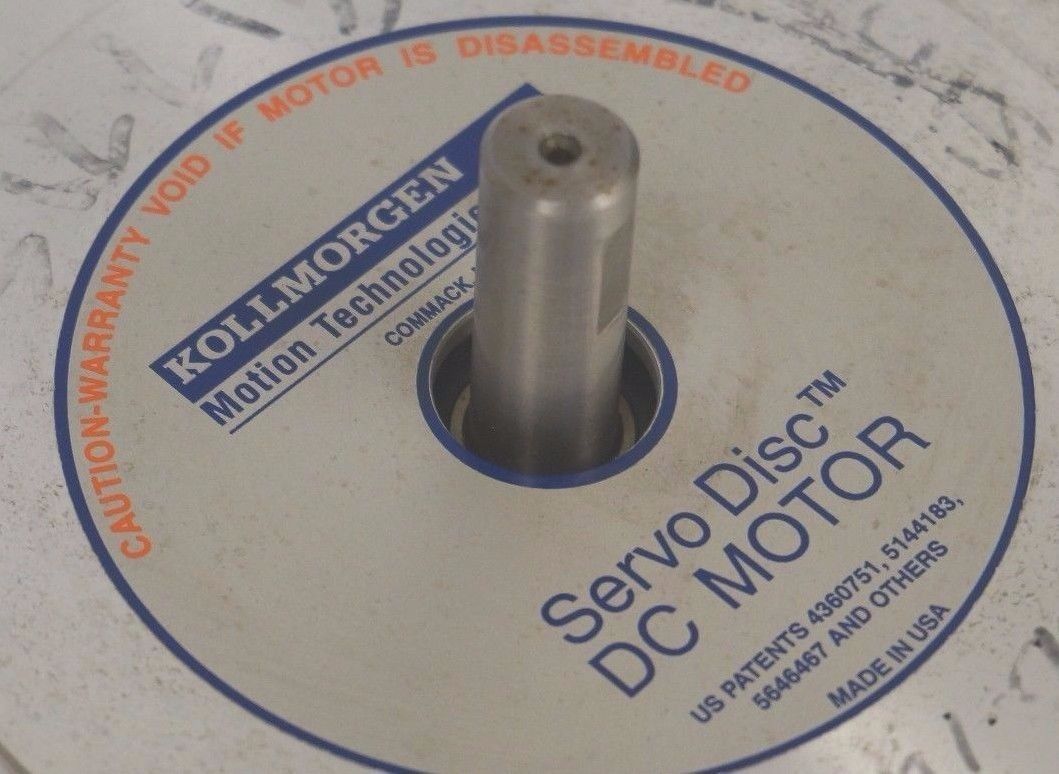 CAUTION-WARRANTY VOID IF MOTOR IS DISASSEMBLED
KOLLMORGEN
Motion
COMMACK,
Servo Disc™
DC MOTOR
US PATENTS 4360751, 5144183,
5646467 AND OTHERS
MADE IN USA